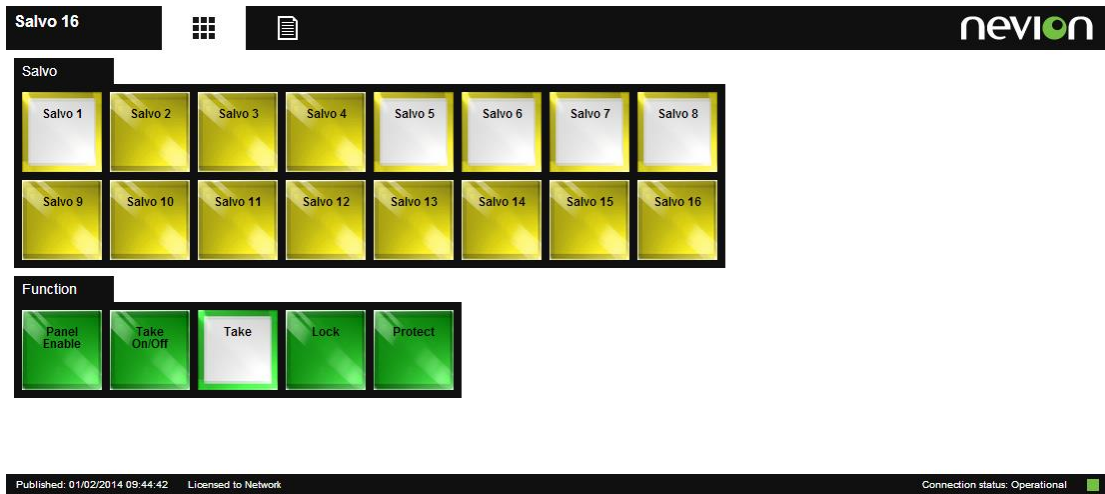 Salvo 16
nevion
Salvo
Salvo 1 Salvo 2 Salvo 3 Salvo 4 Salvo 5 Salvo 6 Salvo 7 Salvo 8
Salvo 9 Salvo 10 Salvo 11 Salvo 12 Salvo 13 Salvo 14 Salvo 15 Salvo 16
Function
Panel Enable Take On/Off Take Lock Protect
Published: 01/02/2014 09:44:42 Licensed to Network Connection status: Operational